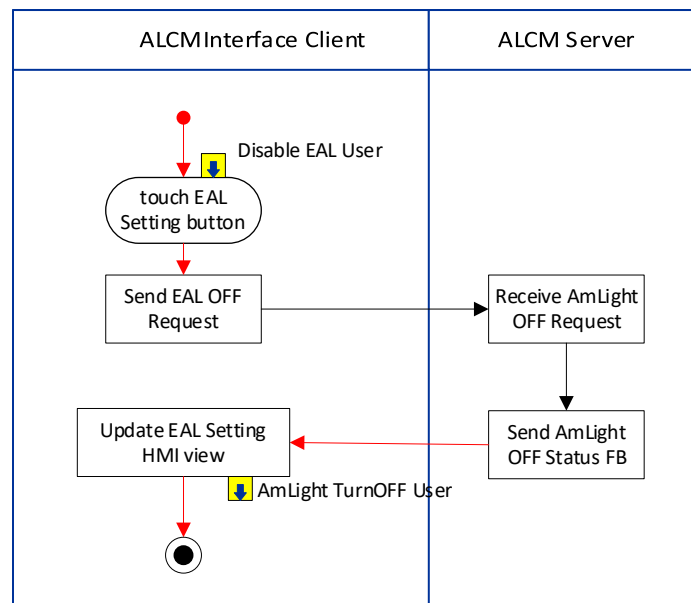 ALCMInterface Client
ALCM Server
Disable EAL User
touch EAL
Setting button
Send EAL OFF
Request
Receive AmLight
OFF Request
Update EAL Setting
HMI view
Send AmLight
OFF Status FB
AmLight TurnOFF User